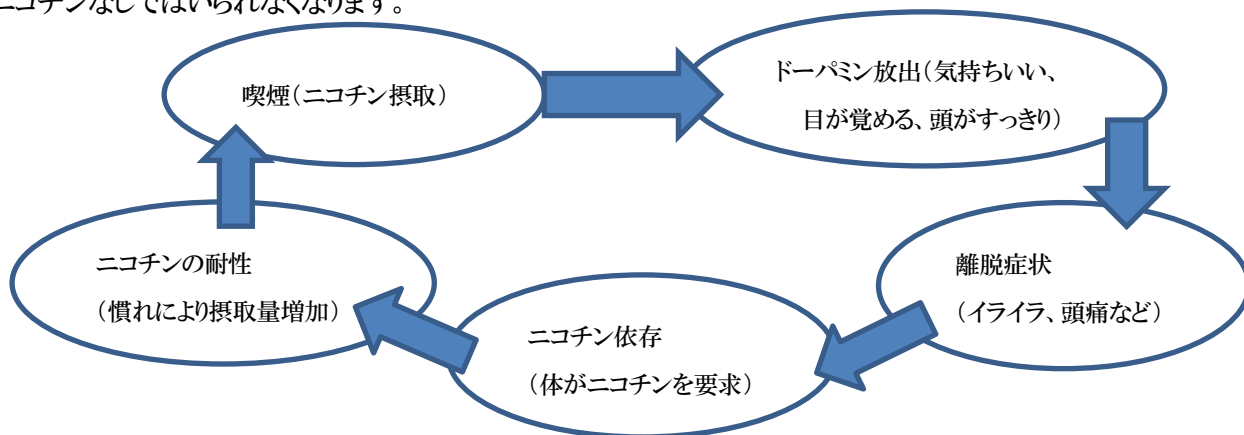 ニコチンなしではいられなくなります。
喫煙（ニコチン摂取）
ドーパミン放出（気持ちいい、
目が覚める、頭がすっきり）
離脱症状
（イライラ、頭痛など）
ニコチン依存
（体がニコチンを要求）
ニコチンの耐性
（慣れにより摂取量増加）